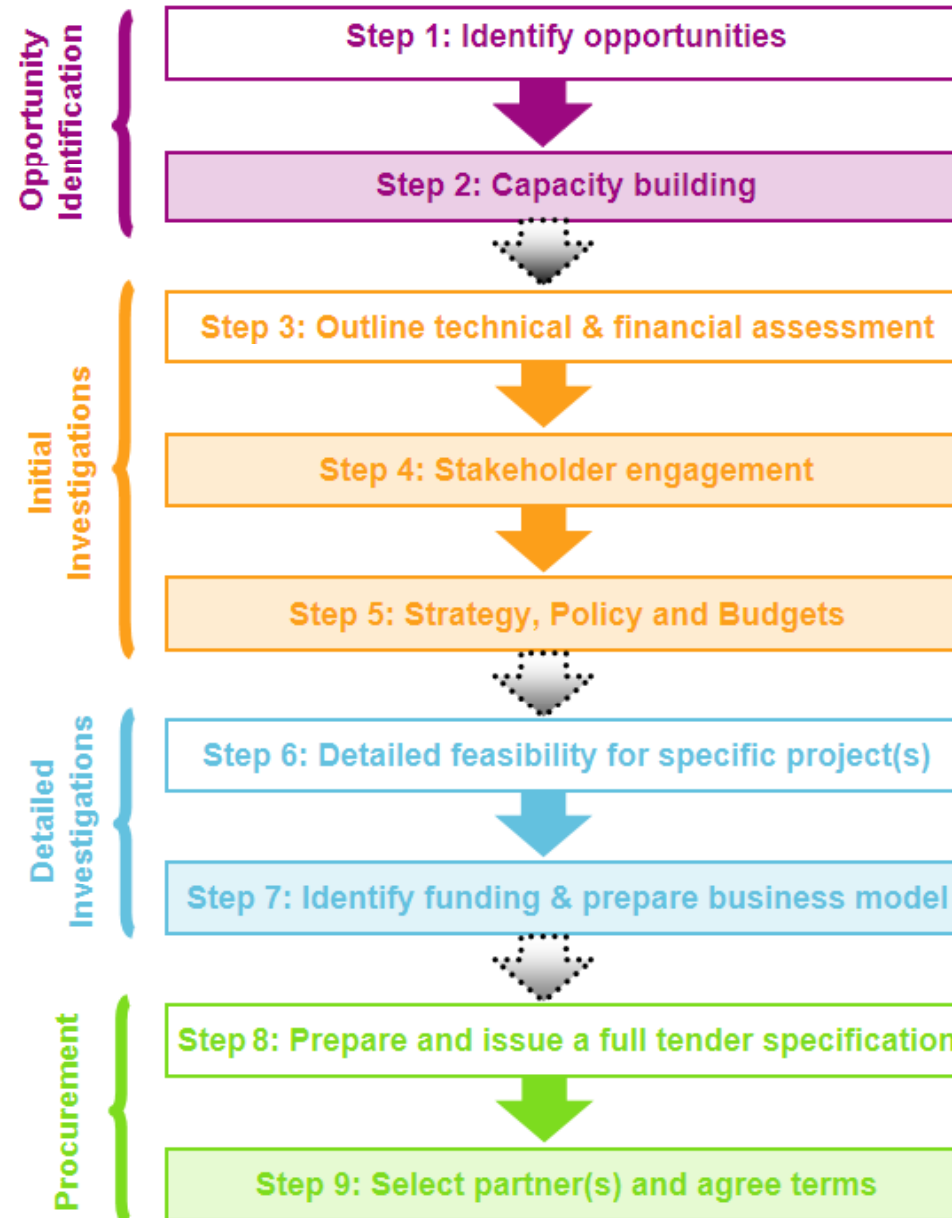 Opportunity
Identification
Step 1: Identify opportunities
Step 2: Capacity building
Initial
Investigations
Step 3: Outline technical & financial assessment
Step 4: Stakeholder engagement
Step 5: Strategy, Policy and Budgets
Detailed
Investigations
Step 6: Detailed feasibility for specific project(s)
Step 7: Identify funding & prepare business model
Procurement
Step 8: Prepare and issue a full tender specification
Step 9: Select partner(s) and agree terms